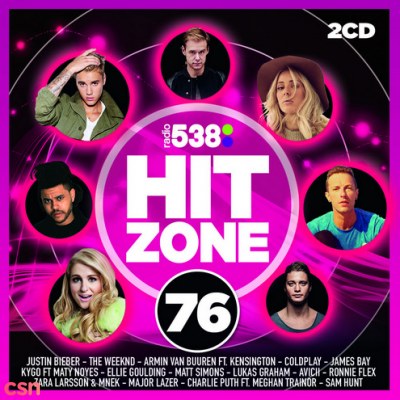 2CD
radio
538
HIT
ZONE
76
JUSTIN BIEBER – THE WEEKND – ARMIN VAN BUUREN FT. KENSINGTON – COLDPLAY – JAMES BAY
KYGO FT MATY NOYES – ELLIE GOULDING – MATT SIMONS – LUKAS GRAHAM – AVICII – RONNIE FLEX
ZARA LARSSON & MNEK – MAJOR LAZER – CHARLIE PUTH FT. MEGHAN TRAINOR – SAM HUNT
csn